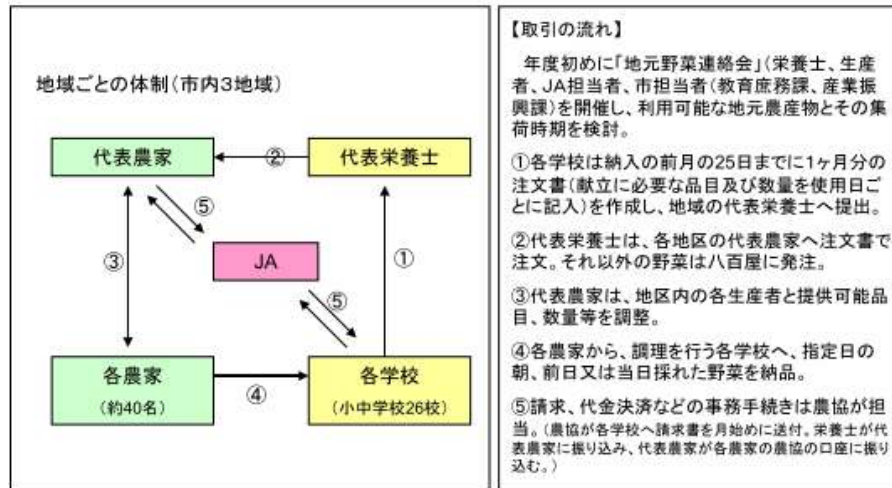 地域ごとの体制(市内3地域)
代表農家
②
代表栄養士
⑤
③
JA
①
⑤
各農家
(約40名)
④
各学校
(小中学校26校)
【取引の流れ】
年度初めに「地元野菜連絡会」(栄養士、生産
者、JA担当者、市担当者(教育庶務課、産業振
興課)を開催し、利用可能な地元農産物とその集
荷時期を検討。
①各学校は納入の前月の25日までに1ヶ月分の
注文書(献立に必要な品目及び数量を使用日ご
とに記入)を作成し、地域の代表栄養士へ提出。
②代表栄養士は、各地区の代表農家へ注文書で
注文。それ以外の野菜は八百屋に発注。
③代表農家は、地区内の各生産者と提供可能品
目、数量等を調整。
④各農家から、調理を行う各学校へ、指定日の
朝、前日又は当日採れた野菜を納品。
⑤請求、代金決済などの事務手続きは農協が担
当。(農協が各学校へ請求書を月始めに送付。栄養士が代
表農家に振り込み、代表農家が各農家の農協の口座に振り
込む。)